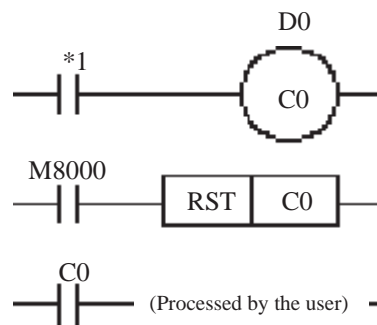 D0
*1
C0
M8000
RST C0
C0
(Processed by the user)